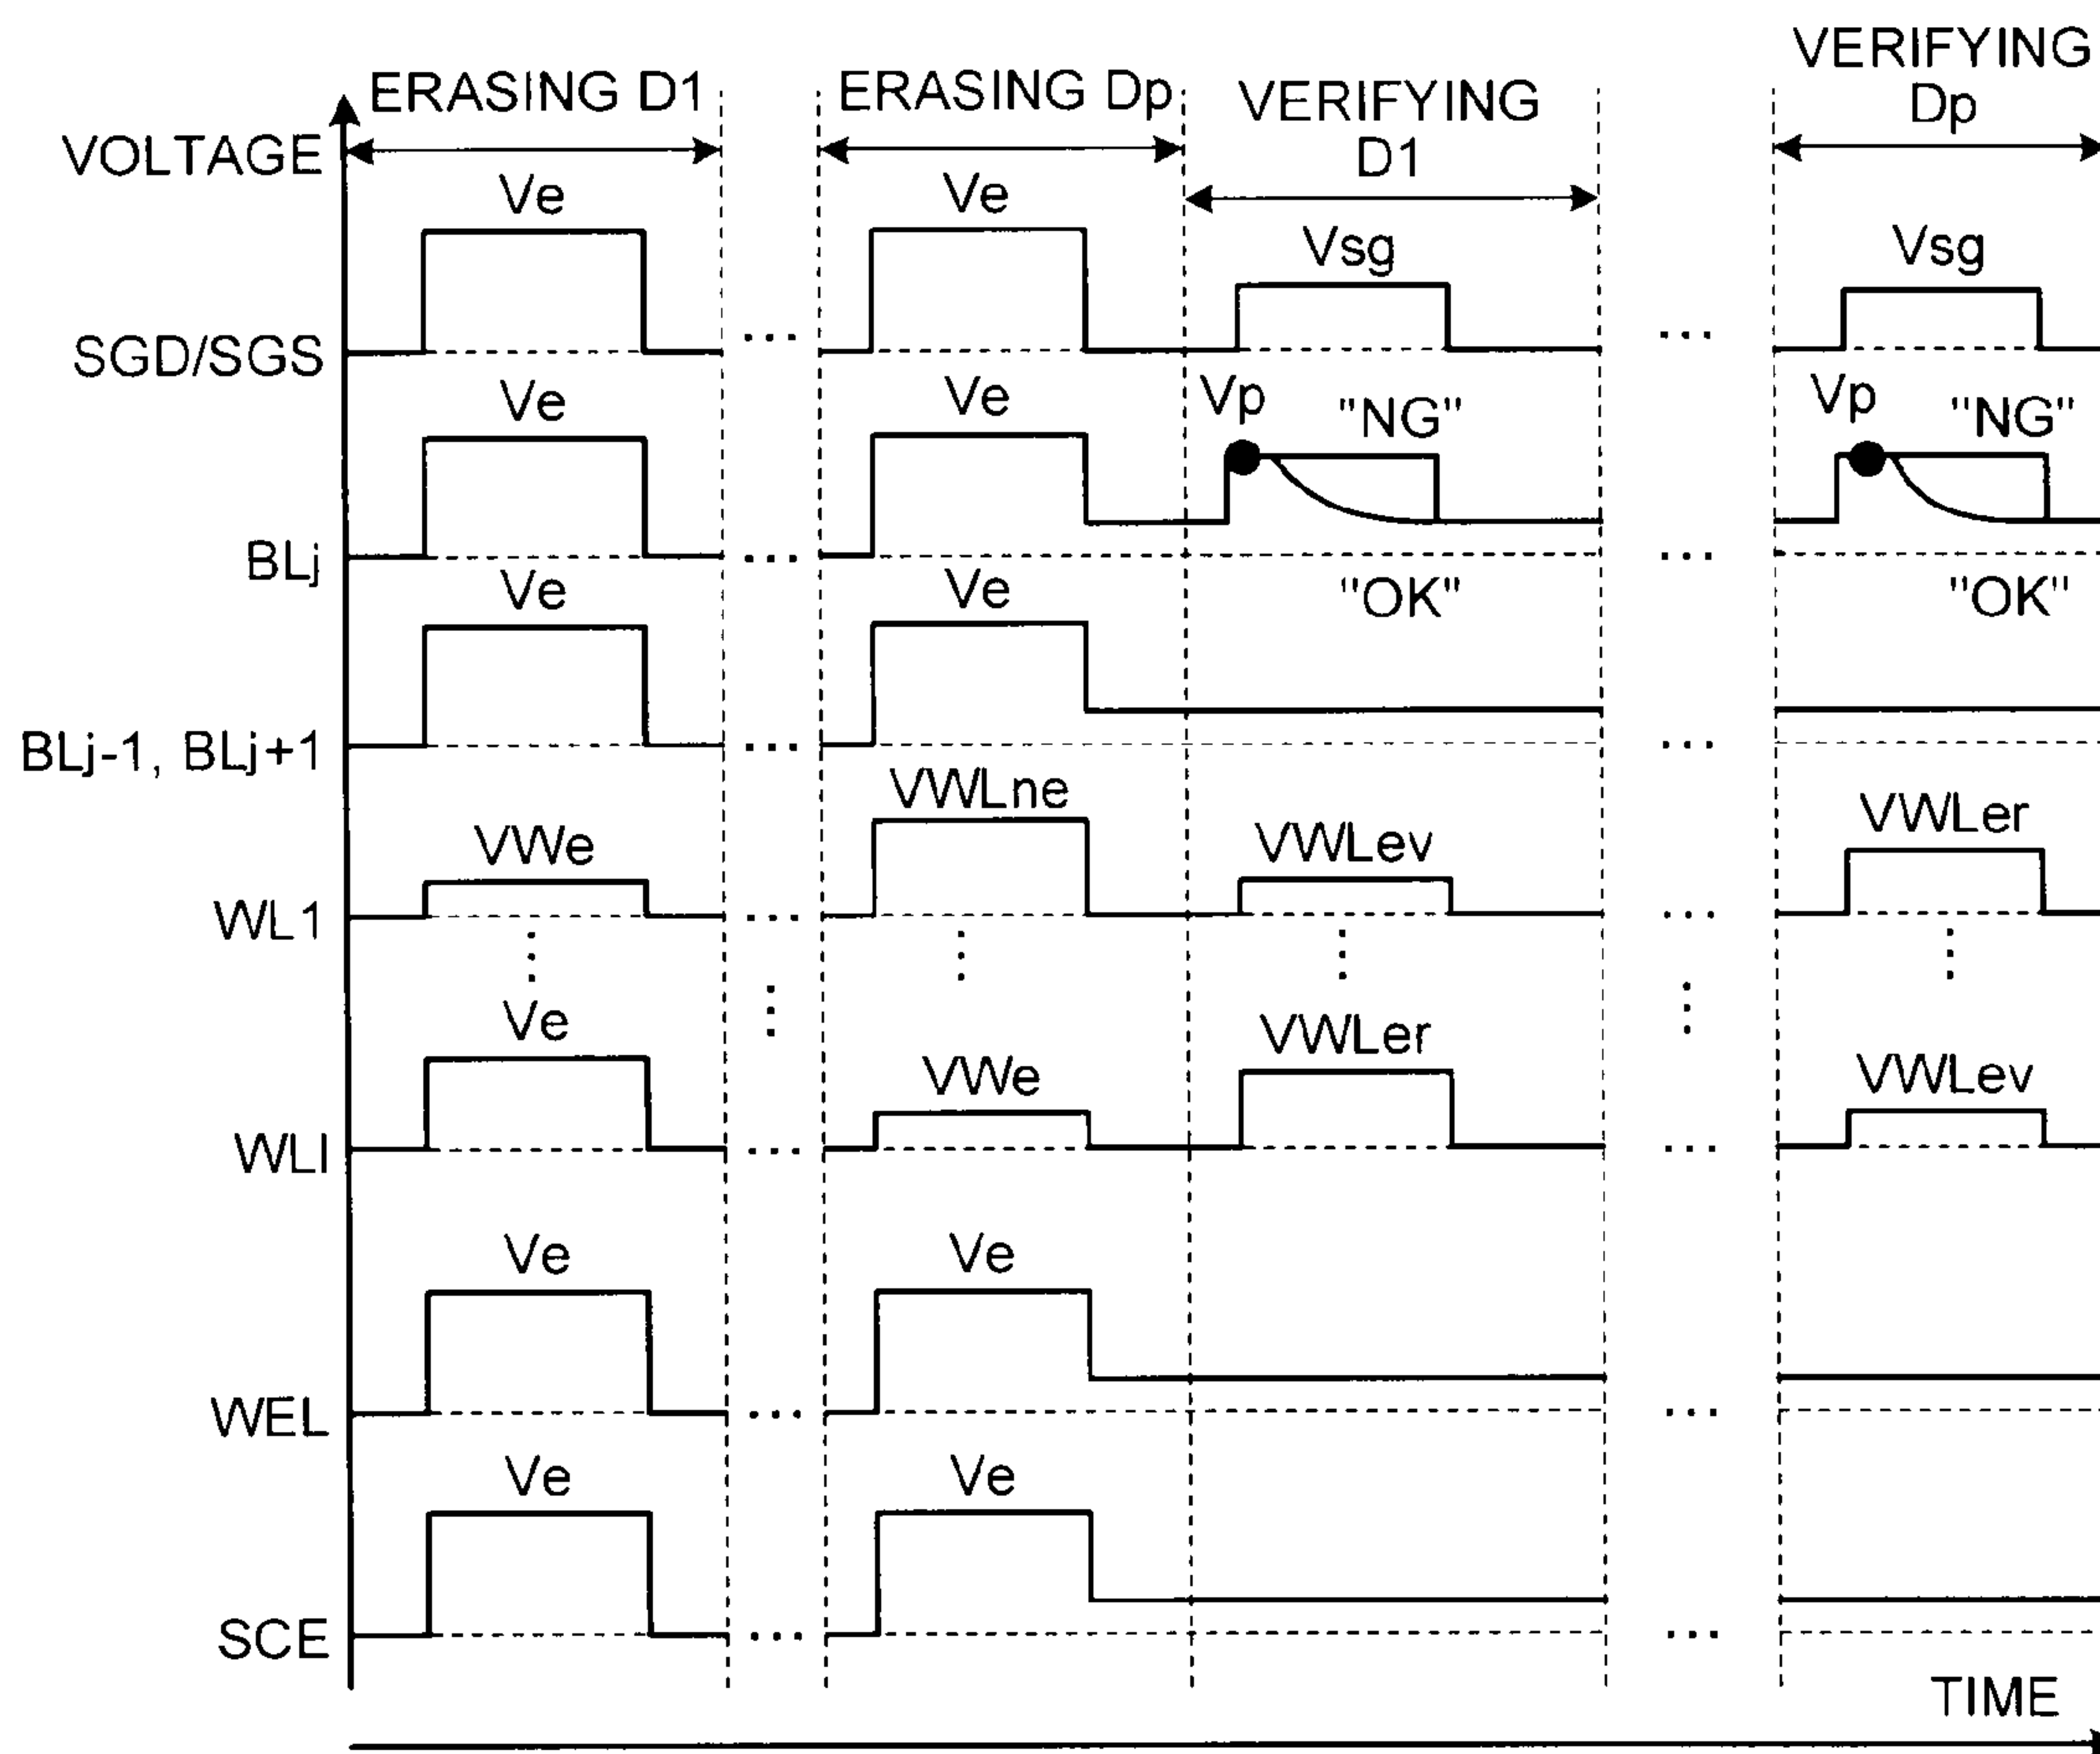 VERIFYING
Dp
ERASING D1
ERASING Dp
VERIFYING
D1
VOLTAGE
Ve
Ve
Vsg
Vsg
SGD/SGS
...
...
Ve
Ve
Vp
"NG"
Vp
"NG"
BLj
...
...
"OK"
"OK"
Ve
Ve
BLj-1, BLj+1
...
...
VWe
VWLne
VWLev
VWLer
WL1
...
...
Ve
VWe
VWLer
VWLev
WLl
...
...
Ve
Ve
WEL
...
...
Ve
Ve
SCE
...
...
TIME